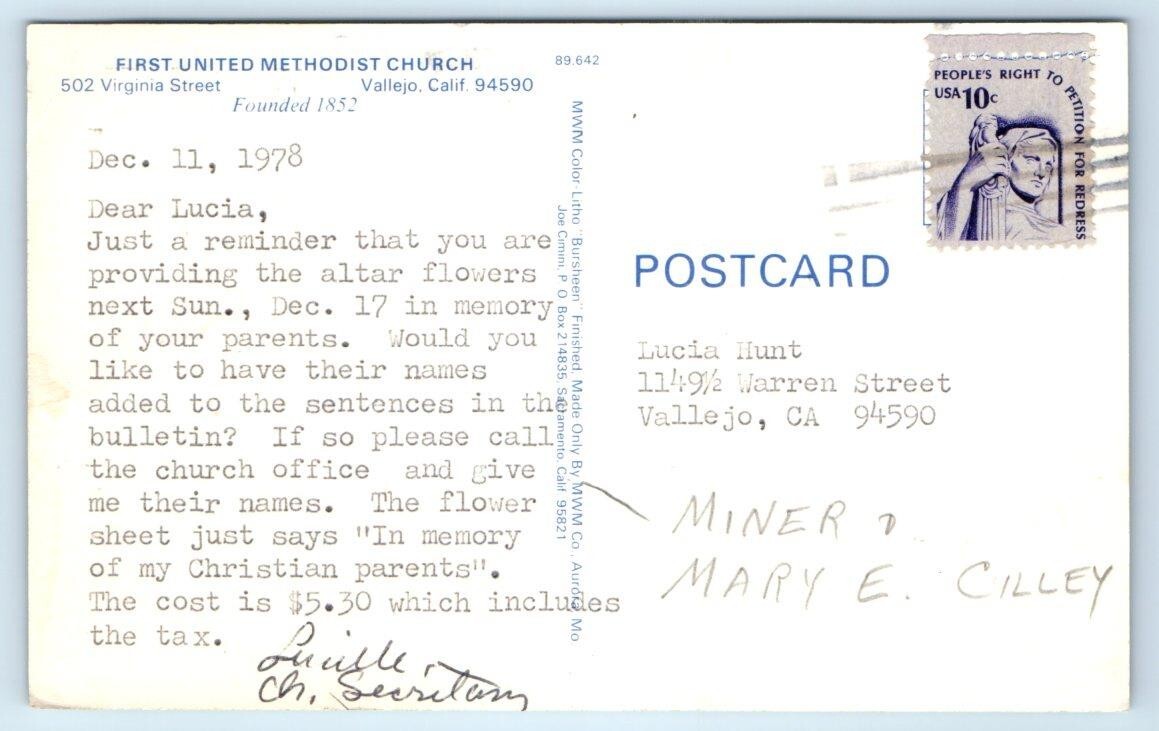 FIRST UNITED METHODIST CHURCH
502 Virginia Street Vallejo, Calif. 94590
Founded 1852
Dec. 11, 1978
Dear Lucia,
Just a reminder that you are
providing the altar flowers
next Sun., Dec. 17 in memory
of your parents. Would you
like to have their names
added to the sentences in the
bulletin? If so please call
the church office and give
me their names. The flower
sheet just says "In memory
of my Christian parents".
The cost is $5.30 which includes
the tax.
Lucille,
Ch. Secretary
89.642
MWM Color-Litho "Bursheen" Finished, Made Only By MWM Co., Aurora Mo
Joe Cimini, P. O. Box 214835, Sacramento, Calif 95821
PEOPLE'S RIGHT TO PETITION FOR REDRESS
USA 10c
POSTCARD
Lucia Hunt
1149½ Warren Street
Vallejo, CA 94590
MINER
MARY E. CILLEY